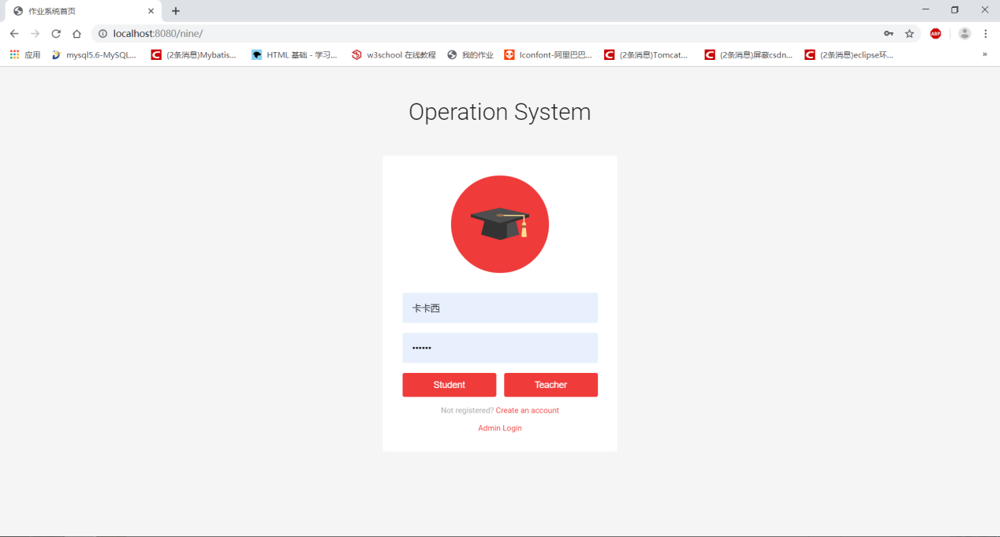 作业系统首页
localhost:8080/nine/
ABP
应用 mysql5.6-MySQL... (2条消息)Mybatis... HTML 基础 - 学习... w3school 在线教程 我的作业 Iconfont-阿里巴巴... (2条消息)Tomcat... (2条消息)屏蔽csdn... (2条消息)eclipse环... »
Operation System
卡卡西
••••••
Student Teacher
Not registered? Create an account
Admin Login